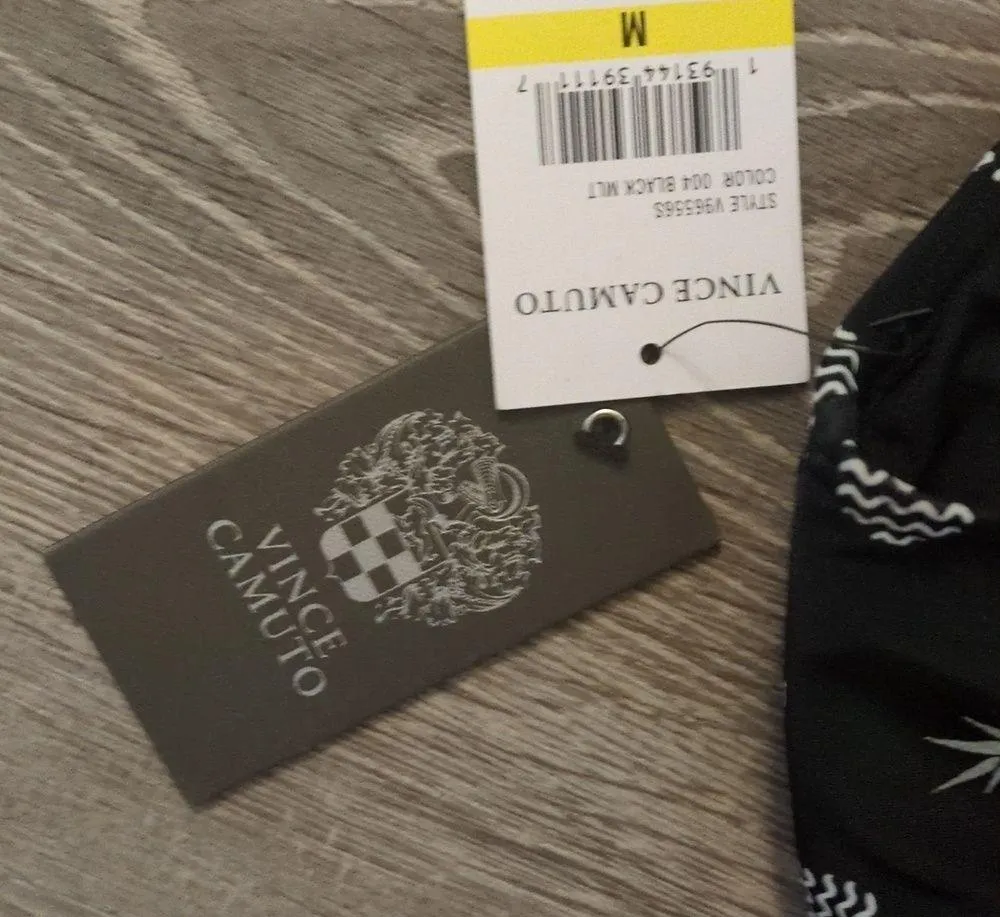 VINCE CAMUTO
STYLE V96556S
COLOR 004 BLACK MLT
1 93144 39111 7
M
VINCE
CAMUTO